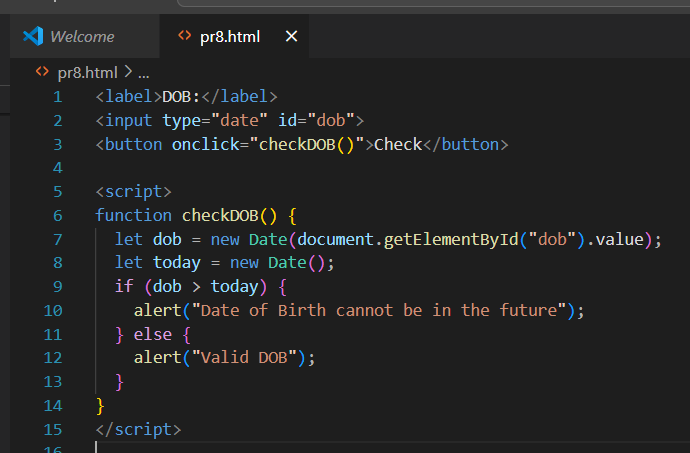 Welcome
pr8.html
pr8.html > ...
1 <label>DOB:</label>
2 <input type="date" id="dob">
3 <button onclick="checkDOB()">Check</button>
4
5 <script>
6 function checkDOB() {
7   let dob = new Date(document.getElementById("dob").value);
8   let today = new Date();
9   if (dob > today) {
10     alert("Date of Birth cannot be in the future");
11   } else {
12     alert("Valid DOB");
13   }
14 }
15 </script>
16